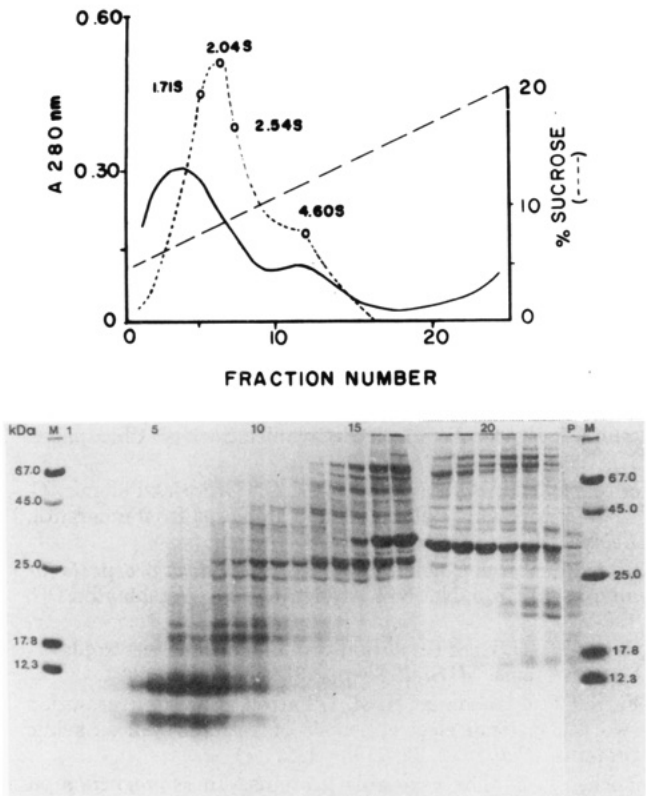 0.60
2.04S
1.71S
20
2.54S
A 280 nm
0.30
% SUCROSE
(----)
4.60S
10
0
0
0
10
20
FRACTION NUMBER
kDa M 1 5 10 15 20 P M
67.0 67.0
45.0 45.0
25.0 25.0
17.8 17.8
12.3 12.3